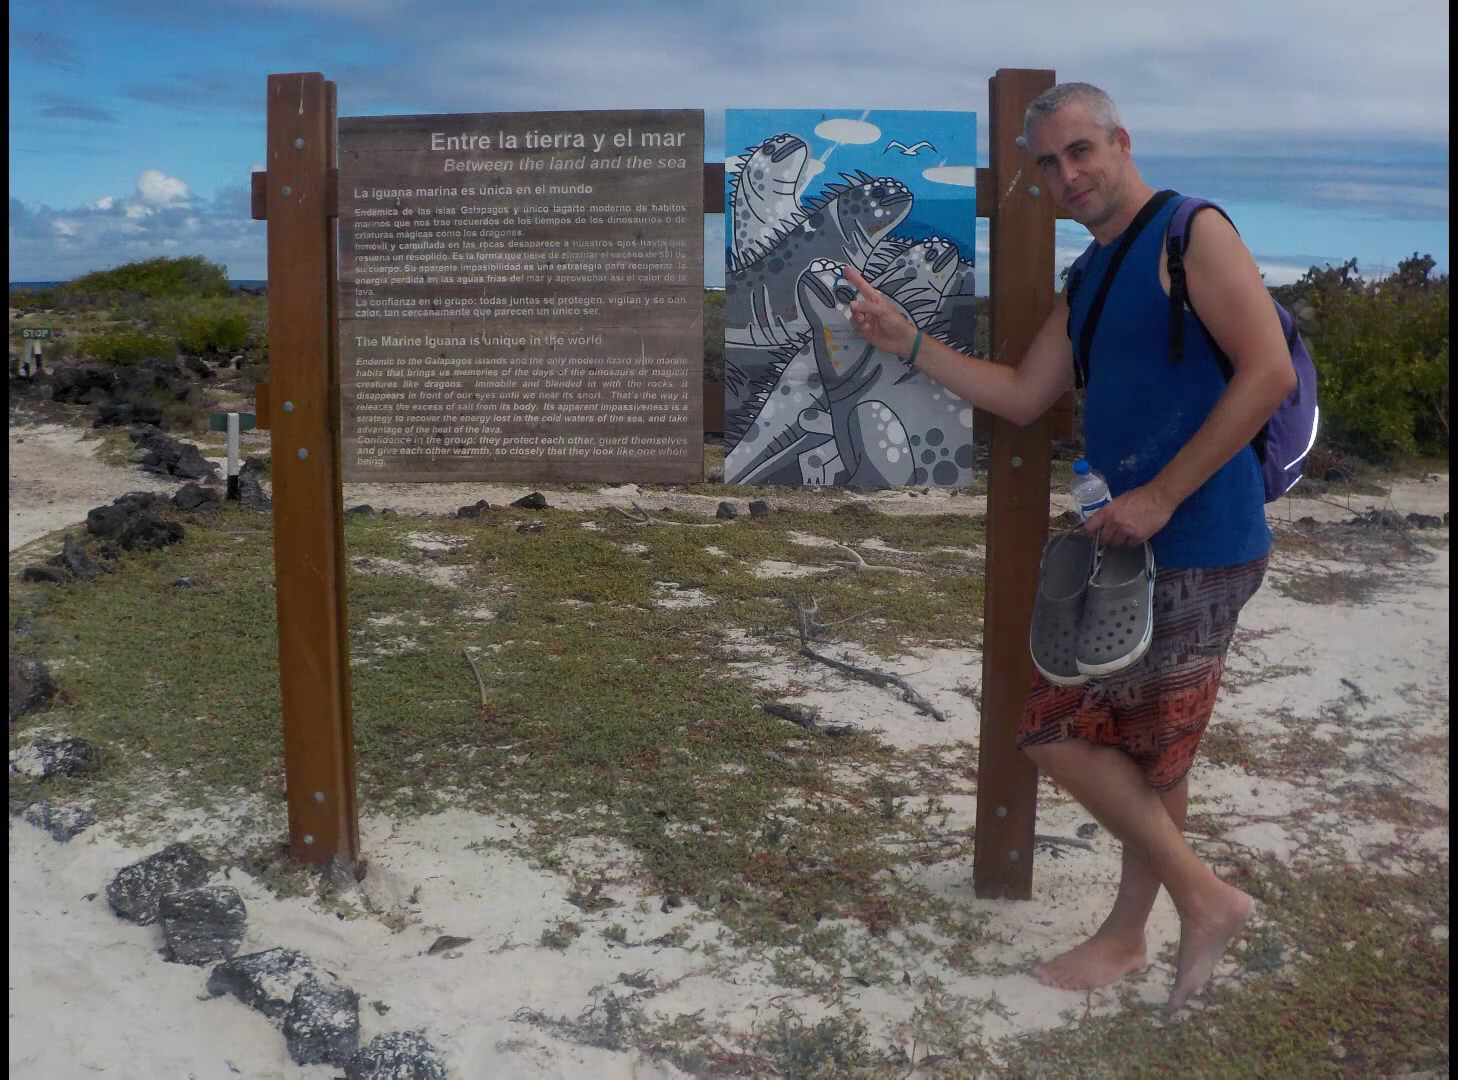 Entre la tierra y el mar
Between the land and the sea
La iguana marina es única en el mundo
Endémica de las islas Galápagos y único lagarto moderno de hábitos
marinos que nos trae recuerdos de los tiempos de los dinosaurios o de
criaturas mágicas como los dragones.
Inmóvil y camuflada en las rocas desaparece a nuestros ojos hasta que
resuena un resoplido. Es la forma que tiene de eliminar el exceso de sal de
su cuerpo. Su aparente impasibilidad es una estrategia para recuperar la
energía perdida en las aguas frías del mar y aprovechar así el calor de la
lava.
La confianza en el grupo: todas juntas se protegen, vigilan y se dan
calor, tan cercanamente que parecen un único ser.
The Marine Iguana is unique in the world
Endemic to the Galapagos islands and the only modern lizard with marine
habits that brings us memories of the days of the dinosaurs or magical
creatures like dragons. Immobile and blended in with the rocks, it
disappears in front of our eyes until we hear its snort. That's the way it
releases the excess of salt from its body. Its apparent impassiveness is a
strategy to recover the energy lost in the cold waters of the sea, and take
advantage of the heat of the lava.
Confidence in the group: they protect each other, guard themselves
and give each other warmth, so closely that they look like one whole
being.
STOP